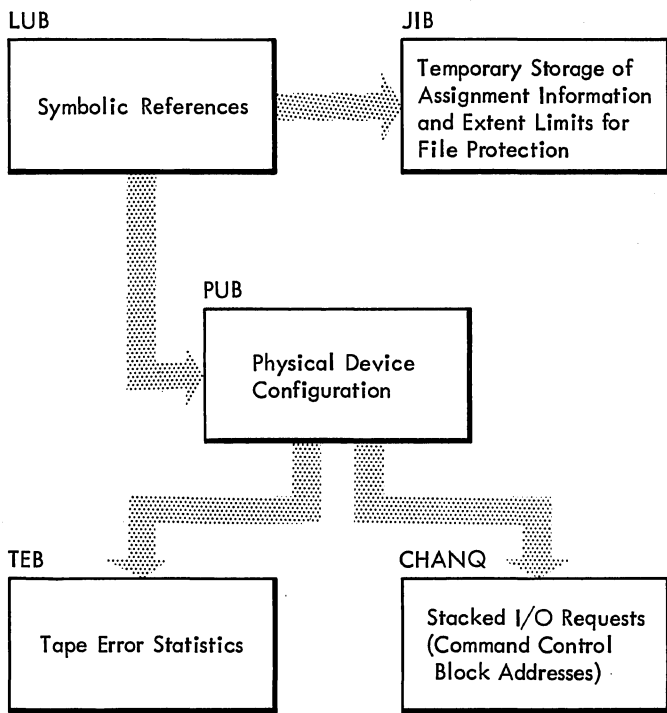 LUB
Symbolic References
JIB
Temporary Storage of
Assignment Information
and Extent Limits for
File Protection
PUB
Physical Device
Configuration
TEB
Tape Error Statistics
CHANQ
Stacked I/O Requests
(Command Control
Block Addresses)